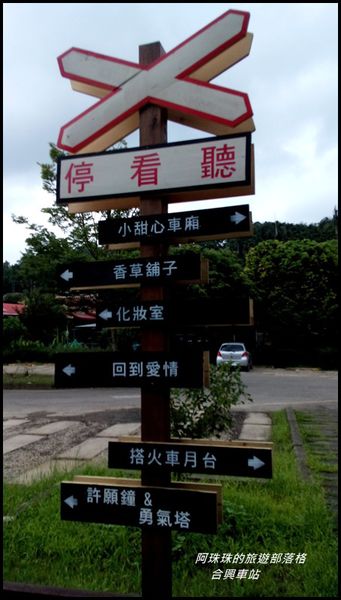 停看聽
小甜心車廂
香草鋪子
化妝室
回到愛情
搭火車月台
許願鐘 &
勇氣塔
阿珠珠的旅遊部落格
合興車站